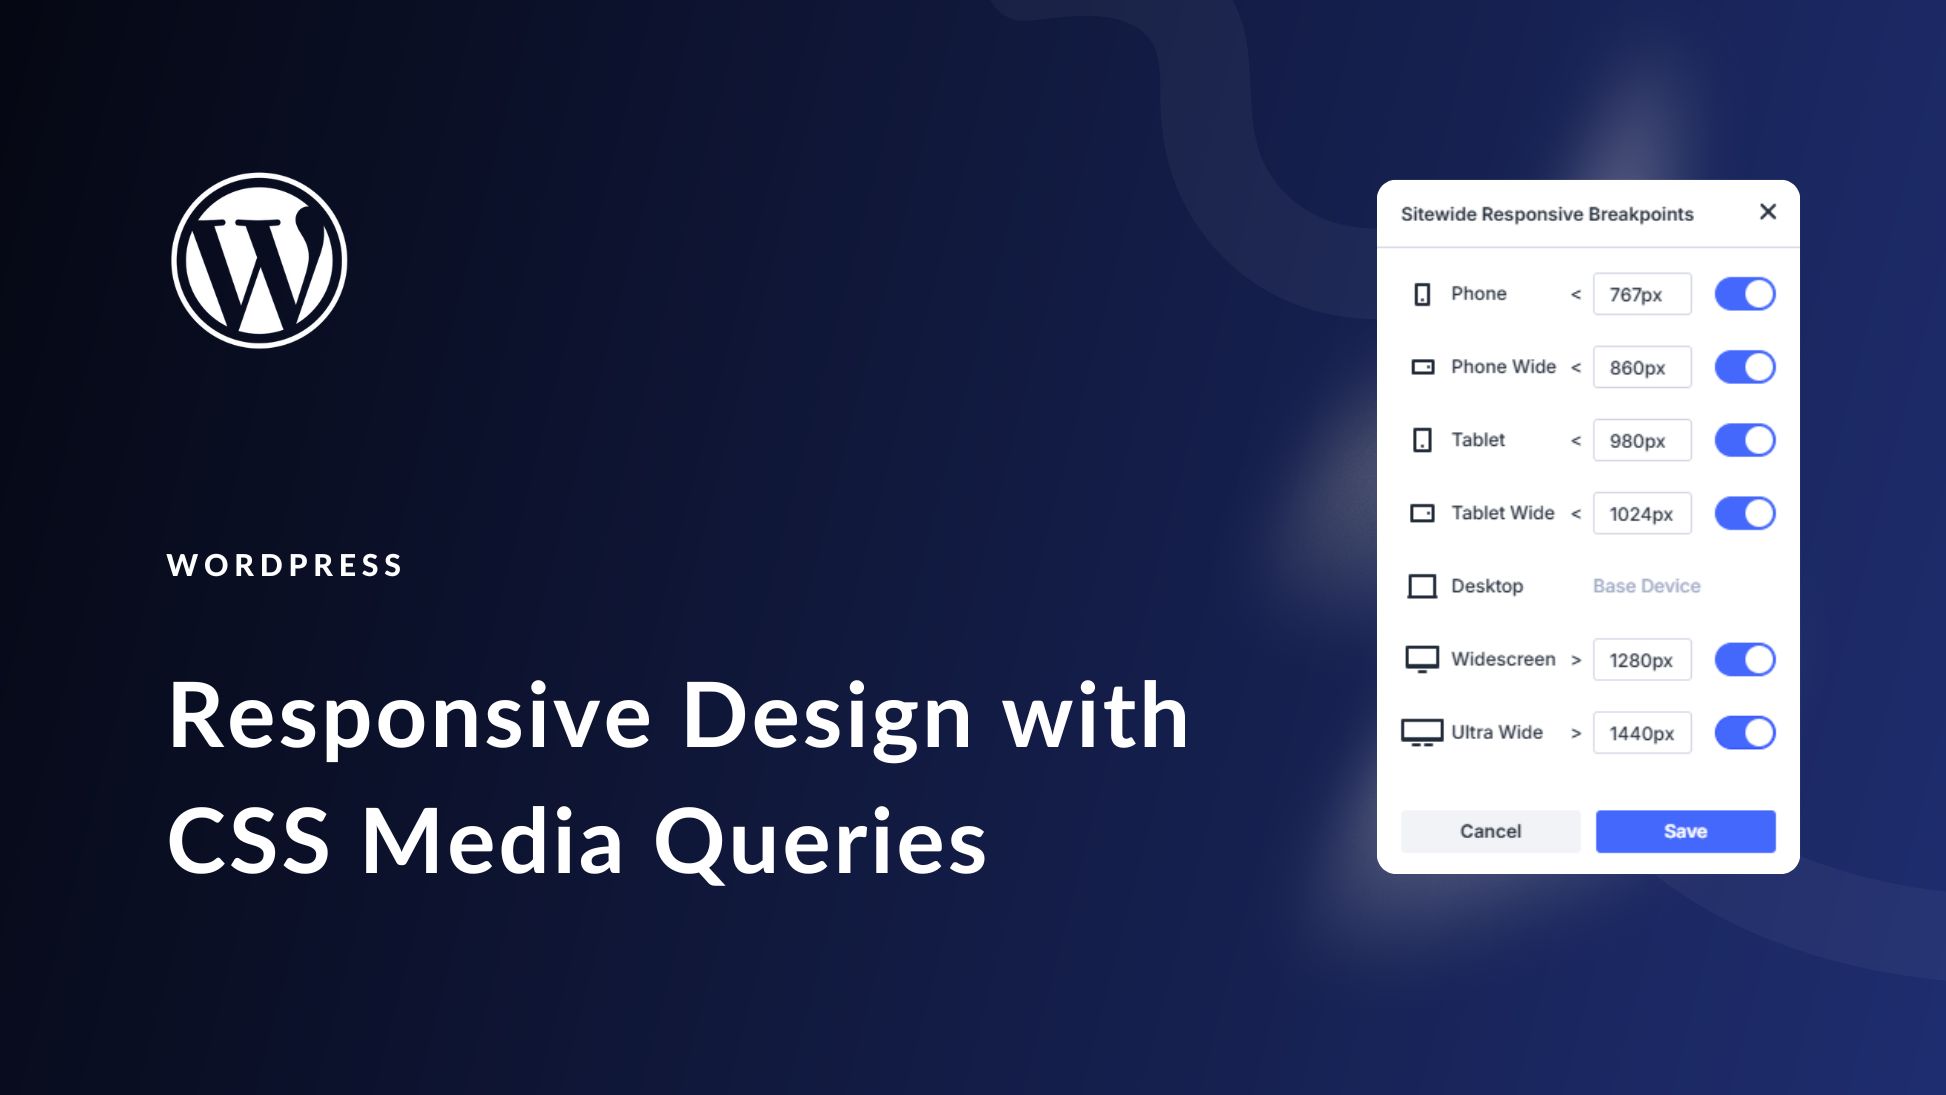 WORDPRESS
Responsive Design with
CSS Media Queries
Sitewide Responsive Breakpoints
Phone < 767px
Phone Wide < 860px
Tablet < 980px
Tablet Wide < 1024px
Desktop Base Device
Widescreen > 1280px
Ultra Wide > 1440px
Cancel Save